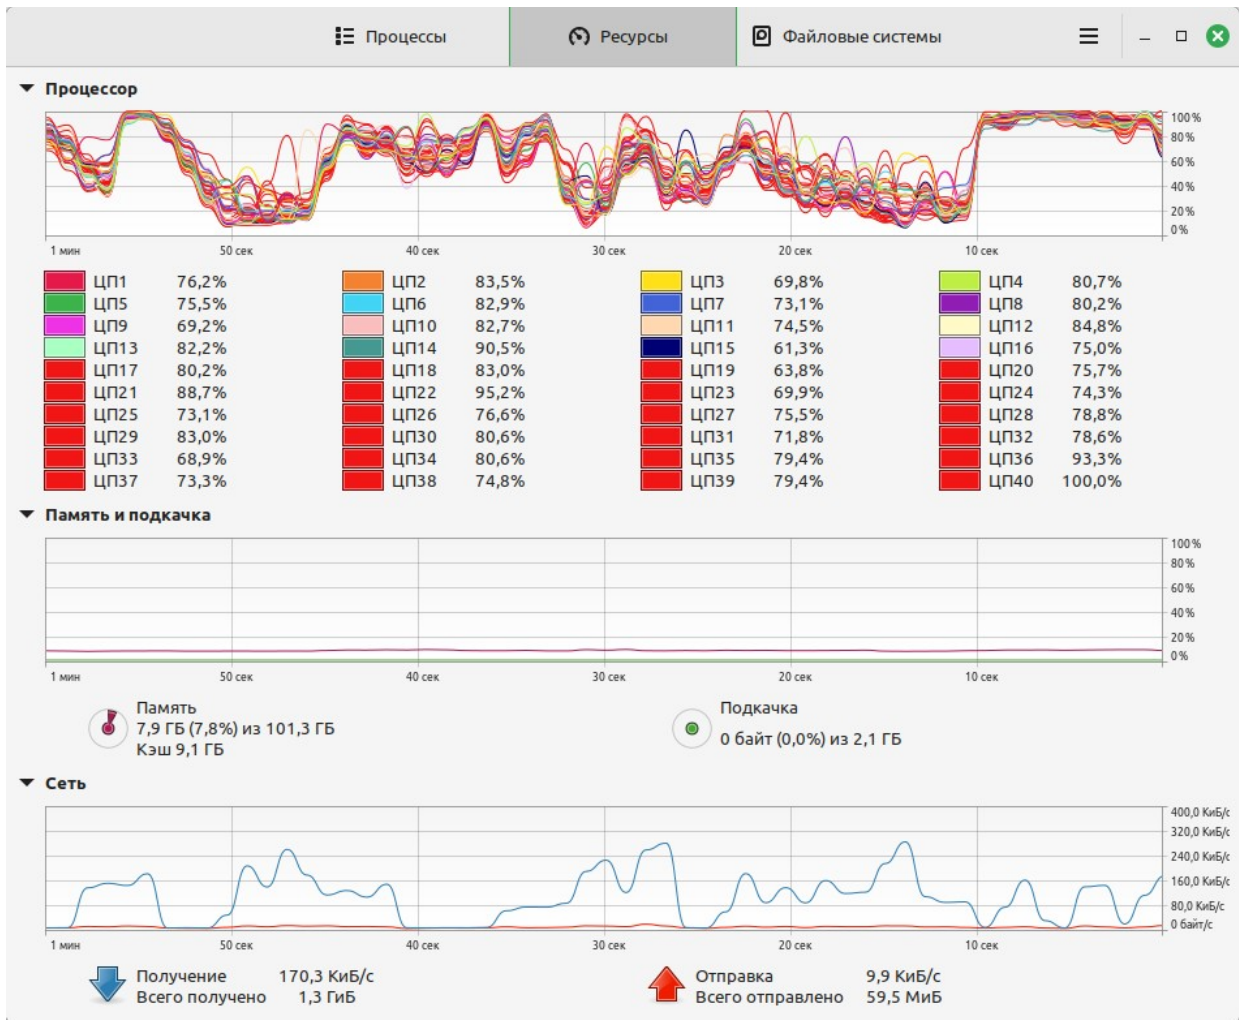 Процессы Ресурсы Файловые системы
Процессор
100 %
80 %
60 %
40 %
20 %
0 %
1 мин 50 сек 40 сек 30 сек 20 сек 10 сек
ЦП1 76,2% ЦП2 83,5% ЦП3 69,8% ЦП4 80,7%
ЦП5 75,5% ЦП6 82,9% ЦП7 73,1% ЦП8 80,2%
ЦП9 69,2% ЦП10 82,7% ЦП11 74,5% ЦП12 84,8%
ЦП13 82,2% ЦП14 90,5% ЦП15 61,3% ЦП16 75,0%
ЦП17 80,2% ЦП18 83,0% ЦП19 63,8% ЦП20 75,7%
ЦП21 88,7% ЦП22 95,2% ЦП23 69,9% ЦП24 74,3%
ЦП25 73,1% ЦП26 76,6% ЦП27 75,5% ЦП28 78,8%
ЦП29 83,0% ЦП30 80,6% ЦП31 71,8% ЦП32 78,6%
ЦП33 68,9% ЦП34 80,6% ЦП35 79,4% ЦП36 93,3%
ЦП37 73,3% ЦП38 74,8% ЦП39 79,4% ЦП40 100,0%
Память и подкачка
100 %
80 %
60 %
40 %
20 %
0 %
1 мин 50 сек 40 сек 30 сек 20 сек 10 сек
Память
7,9 ГБ (7,8%) из 101,3 ГБ
Кэш 9,1 ГБ
Подкачка
0 байт (0,0%) из 2,1 ГБ
Сеть
400,0 КиБ/с
320,0 КиБ/с
240,0 КиБ/с
160,0 КиБ/с
80,0 КиБ/с
0 байт/с
1 мин 50 сек 40 сек 30 сек 20 сек 10 сек
Получение 170,3 КиБ/с
Всего получено 1,3 ГиБ
Отправка 9,9 КиБ/с
Всего отправлено 59,5 МиБ